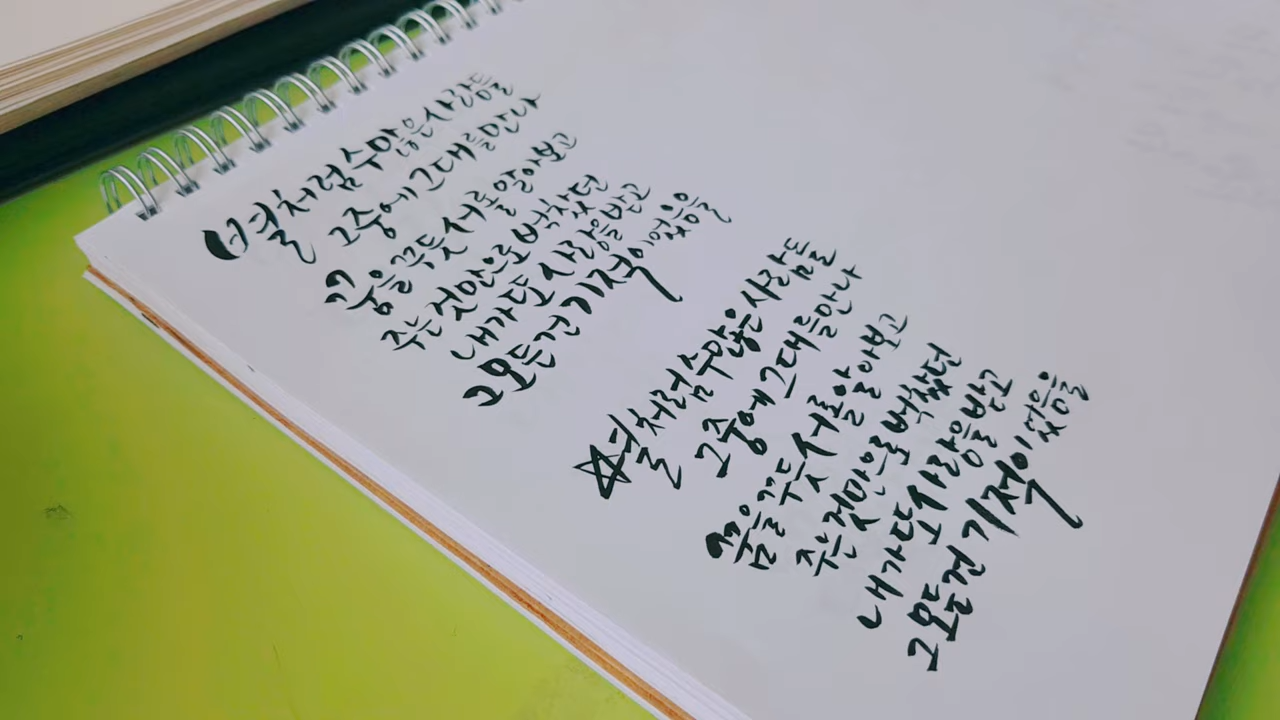 별처럼 수많은 사람들
그중에 그대를 만나
꿈을 꾸듯 서로를 알아보고
주는 것만으로 벅찼던
내가 또 사랑을 받고
그 모든 건 기적이었음을
별처럼 수많은 사람들
그중에 그대를 만나
꿈을 꾸듯 서로를 알아보고
주는 것만으로 벅찼던
내가 또 사랑을 받고
그 모든 건 기적이었음을